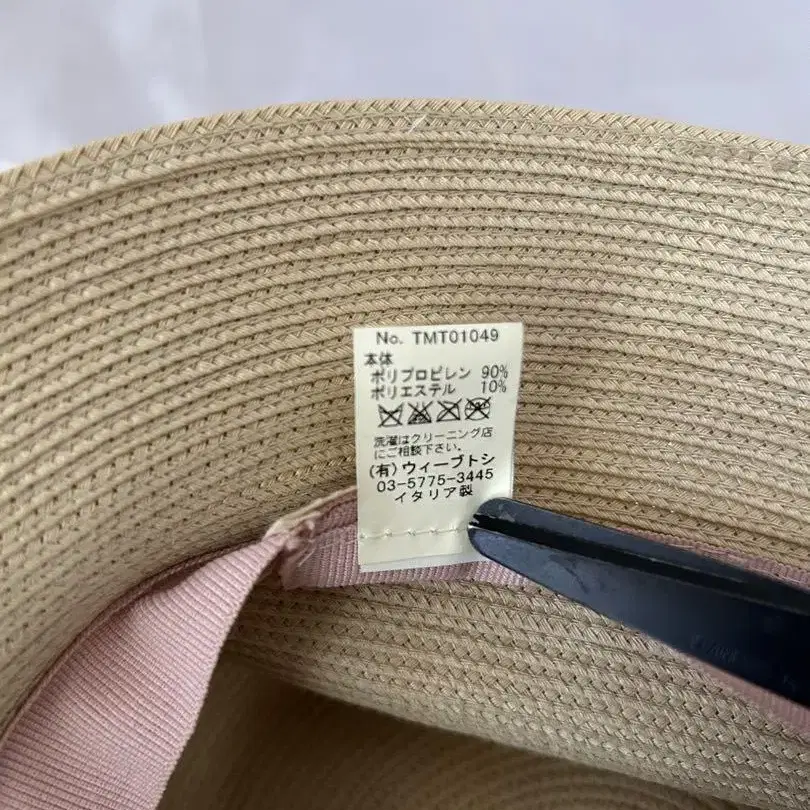 No. TMT01049
本体
ポリプロピレン 90%
ポリエステル 10%
洗濯はクリーニング店
にご相談下さい。
(有)ウィーブトシ
03-5775-3445
イタリア製